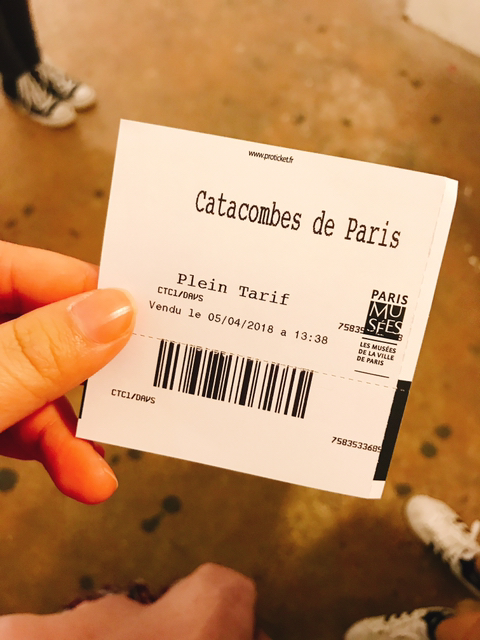 www.proticket.fr
Catacombes de Paris
Plein Tarif
CTC1/DAVS
Vendu le 05/04/2018 a 13:38
PARIS
MU
SÉES
LES MUSÉES
DE LA VILLE
DE PARIS
CTC1/DAVS